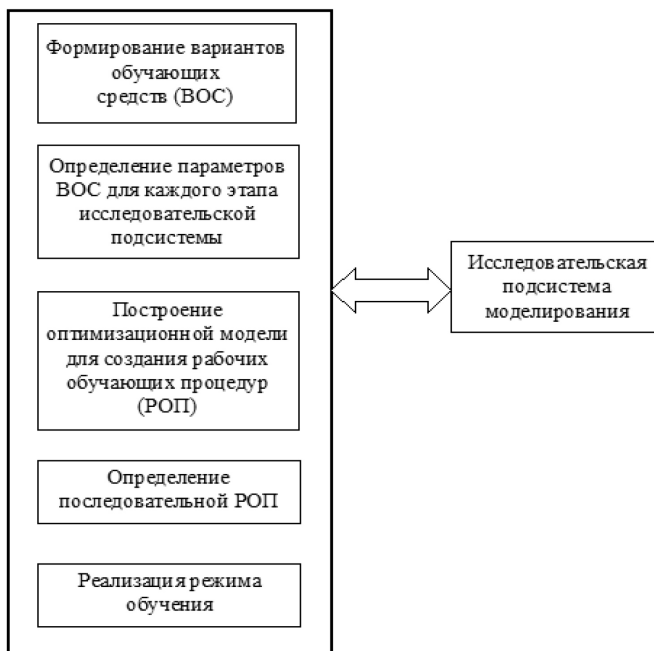 Формирование вариантов
обучающих
средств (ВОС)
Определение параметров
ВОС для каждого этапа
исследовательской
подсистемы
Построение
оптимизационной модели
для создания рабочих
обучающих процедур
(РОП)
Определение
последовательной РОП
Реализация режима
обучения
Исследовательская
подсистема
моделирования